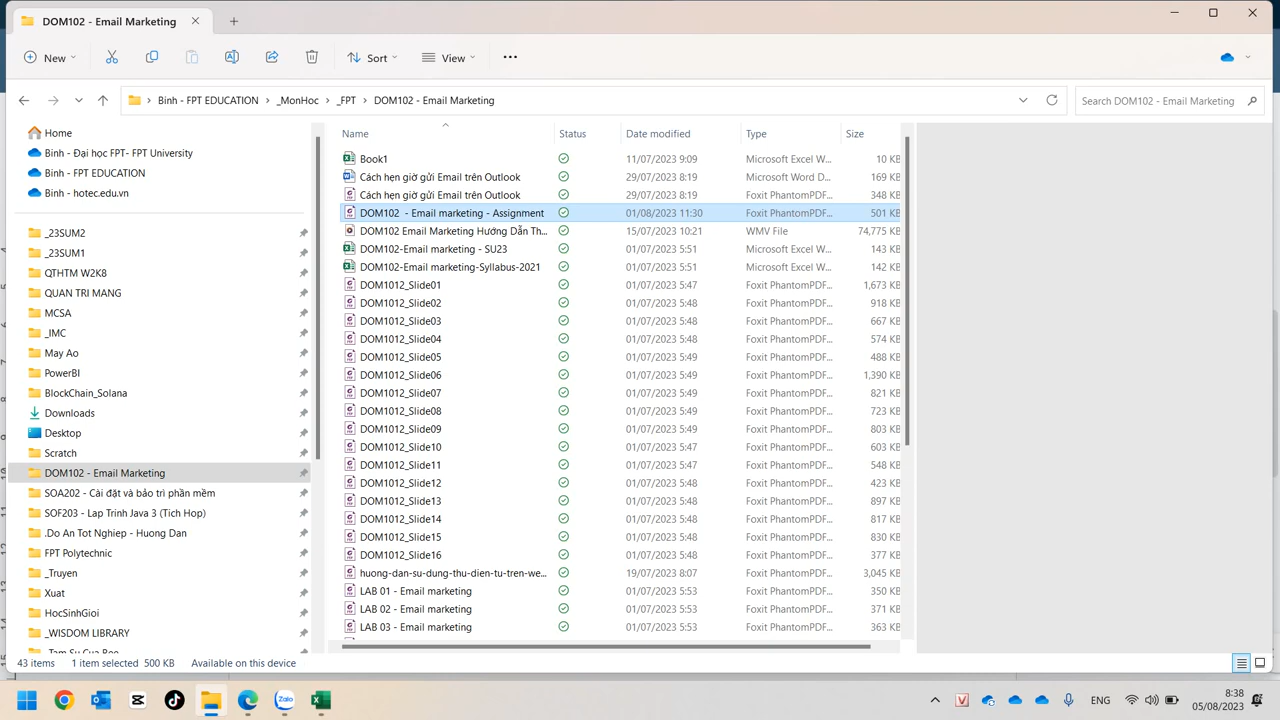 DOM102 - Email Marketing
New
Sort
View
Binh - FPT EDUCATION > _MonHoc > _FPT > DOM102 - Email Marketing
Search DOM102 - Email Marketing
Home
Binh - Đại học FPT- FPT University
Binh - FPT EDUCATION
Binh - hotec.edu.vn
_23SUM2
_23SUM1
QTHTM W2K8
QUAN TRI MANG
MCSA
_IMC
May Ao
PowerBI
BlockChain_Solana
Downloads
Desktop
Scratch
DOM102 - Email Marketing
SOA202 - Cài đặt và bảo trì phần mềm
SOF203 - Lap Trinh Java 3 (Tich Hop)
.Do An Tot Nghiep - Huong Dan
FPT Polytechnic
_Truyen
Xuat
HocSinhGioi
_WISDOM LIBRARY
Name Status Date modified Type Size
Book1 11/07/2023 9:09 Microsoft Excel W... 10 KB
Cách hẹn giờ gửi Email trên Outlook 29/07/2023 8:19 Microsoft Word D... 169 KB
Cách hẹn giờ gửi Email trên Outlook 29/07/2023 8:19 Foxit PhantomPDF... 348 KB
DOM102 - Email marketing - Assignment 01/08/2023 11:30 Foxit PhantomPDF... 501 KB
DOM102 Email Marketing Hướng Dẫn Th... 15/07/2023 10:21 WMV File 74,775 KB
DOM102-Email marketing - SU23 01/07/2023 5:51 Microsoft Excel W... 143 KB
DOM102-Email marketing-Syllabus-2021 01/07/2023 5:51 Microsoft Excel W... 142 KB
DOM1012_Slide01 01/07/2023 5:47 Foxit PhantomPDF... 1,673 KB
DOM1012_Slide02 01/07/2023 5:48 Foxit PhantomPDF... 918 KB
DOM1012_Slide03 01/07/2023 5:48 Foxit PhantomPDF... 667 KB
DOM1012_Slide04 01/07/2023 5:48 Foxit PhantomPDF... 574 KB
DOM1012_Slide05 01/07/2023 5:49 Foxit PhantomPDF... 488 KB
DOM1012_Slide06 01/07/2023 5:49 Foxit PhantomPDF... 1,390 KB
DOM1012_Slide07 01/07/2023 5:49 Foxit PhantomPDF... 821 KB
DOM1012_Slide08 01/07/2023 5:49 Foxit PhantomPDF... 723 KB
DOM1012_Slide09 01/07/2023 5:49 Foxit PhantomPDF... 803 KB
DOM1012_Slide10 01/07/2023 5:47 Foxit PhantomPDF... 603 KB
DOM1012_Slide11 01/07/2023 5:47 Foxit PhantomPDF... 548 KB
DOM1012_Slide12 01/07/2023 5:48 Foxit PhantomPDF... 423 KB
DOM1012_Slide13 01/07/2023 5:48 Foxit PhantomPDF... 897 KB
DOM1012_Slide14 01/07/2023 5:48 Foxit PhantomPDF... 817 KB
DOM1012_Slide15 01/07/2023 5:48 Foxit PhantomPDF... 830 KB
DOM1012_Slide16 01/07/2023 5:48 Foxit PhantomPDF... 377 KB
huong-dan-su-dung-thu-dien-tu-tren-we... 19/07/2023 8:07 Foxit PhantomPDF... 3,045 KB
LAB 01 - Email marketing 01/07/2023 5:53 Foxit PhantomPDF... 350 KB
LAB 02 - Email marketing 01/07/2023 5:53 Foxit PhantomPDF... 371 KB
LAB 03 - Email marketing 01/07/2023 5:53 Foxit PhantomPDF... 363 KB
43 items 1 item selected 500 KB Available on this device
Zalo
ENG
8:38
05/08/2023